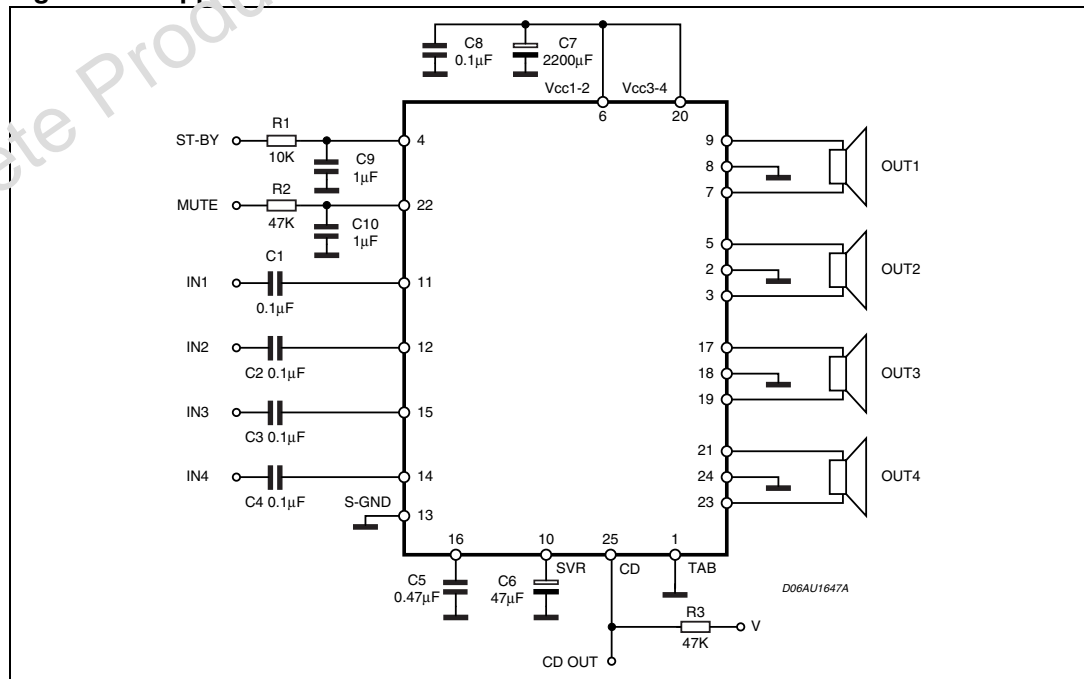 C8
0.1µF
C7
2200µF
Vcc1-2
Vcc3-4
6
20
ST-BY
R1
10K
4
C9
1µF
MUTE
R2
47K
22
C10
1µF
IN1
C1
0.1µF
11
IN2
C2 0.1µF
12
IN3
C3 0.1µF
15
IN4
C4 0.1µF
14
S-GND
13
9
8
7
OUT1
5
2
3
OUT2
17
18
19
OUT3
21
24
23
OUT4
16
10
25
1
SVR
CD
TAB
C5
0.47µF
C6
47µF
D06AU1647A
R3
47K
V
CD OUT
ete Produ